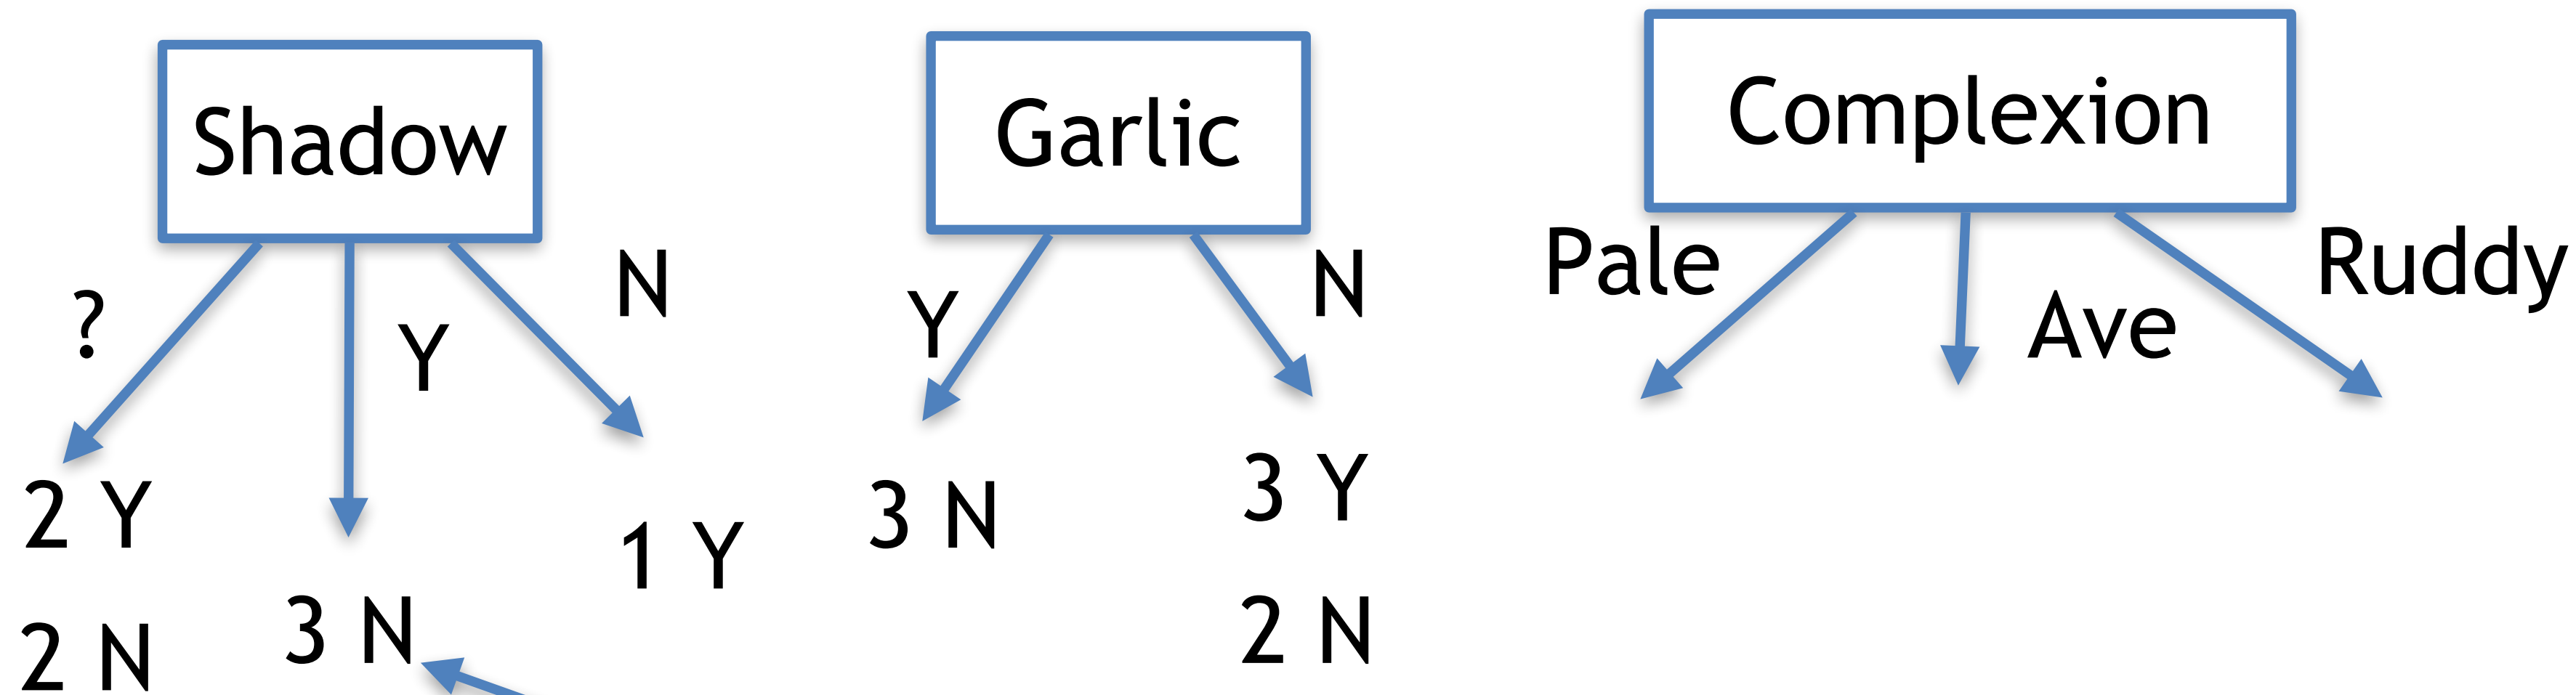 Shadow
?
Y
N
2 Y
2 N
3 N
1 Y
Garlic
Y
N
3 N
3 Y
2 N
Complexion
Pale
Ave
Ruddy